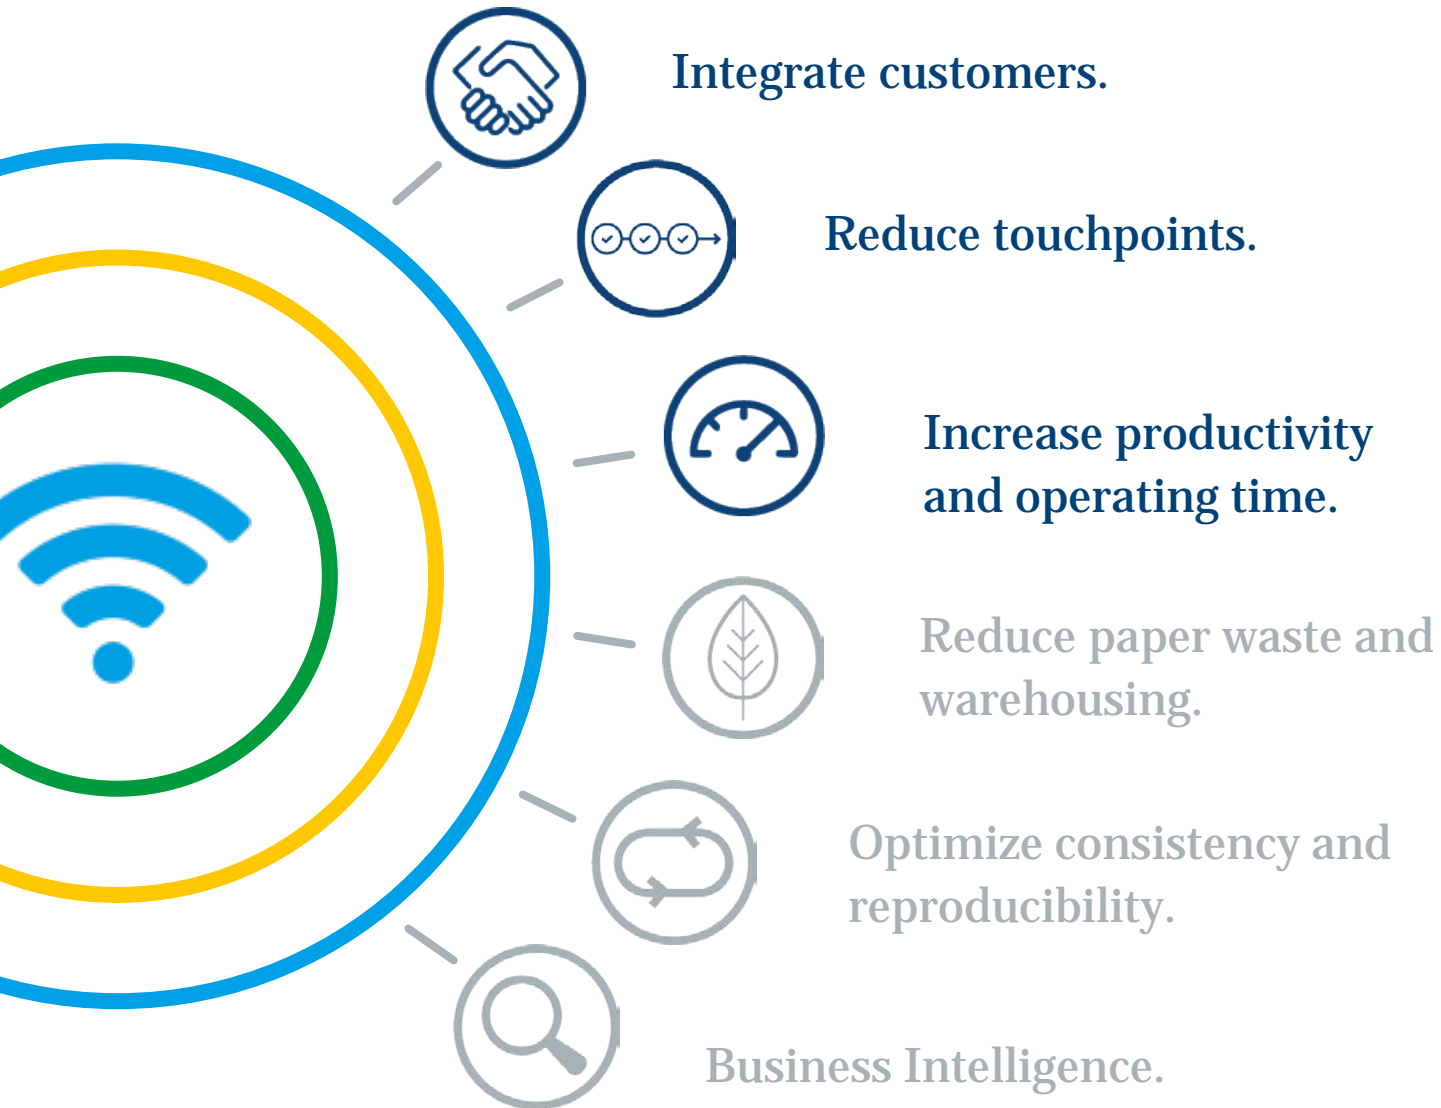 Integrate customers.
Reduce touchpoints.
Increase productivity
and operating time.
Reduce paper waste and
warehousing.
Optimize consistency and
reproducibility.
Business Intelligence.